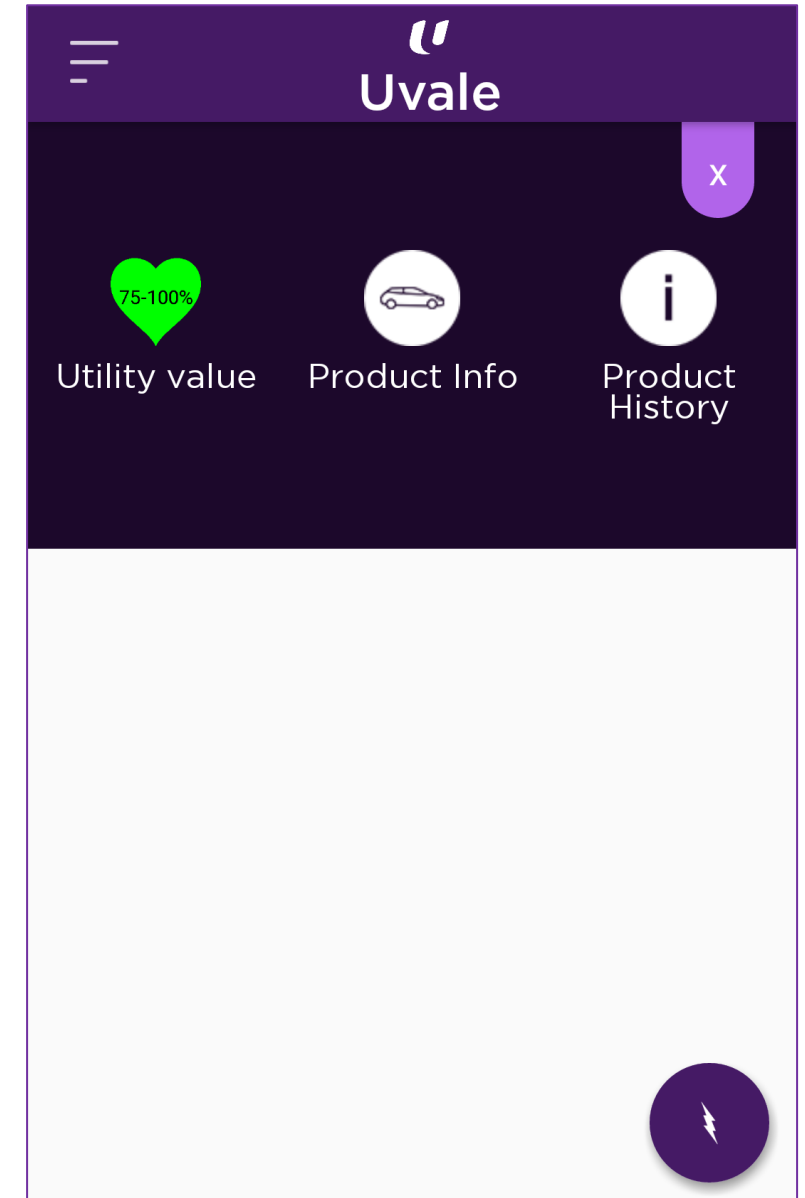 Uvale
x
75-100%
Utility value
Product Info
Product
History
i